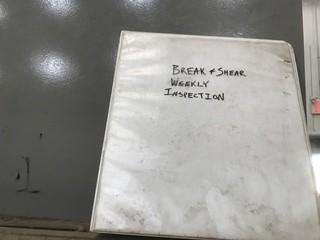 BREAK & SHEAR
WEEKLY
INSPECTION